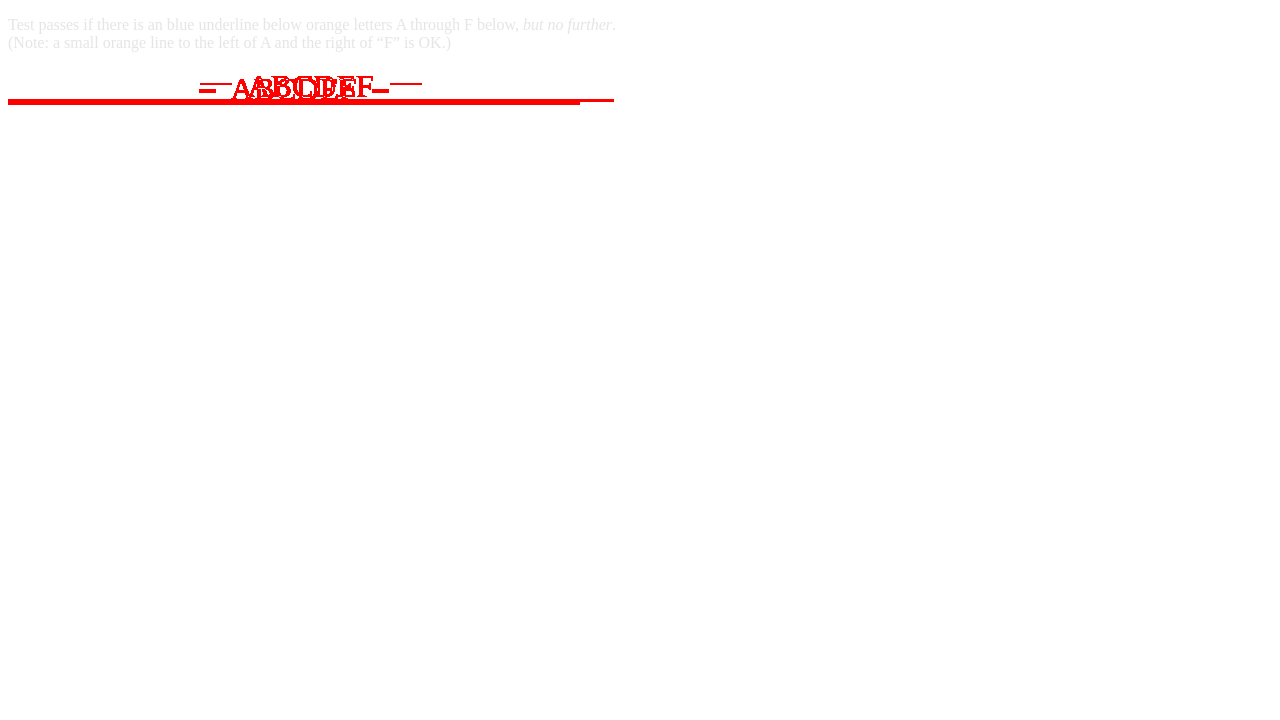 Test passes if there is an blue underline below orange letters A through F below, but no further.
(Note: a small orange line to the left of A and the right of “F” is OK.)
ABCDEF